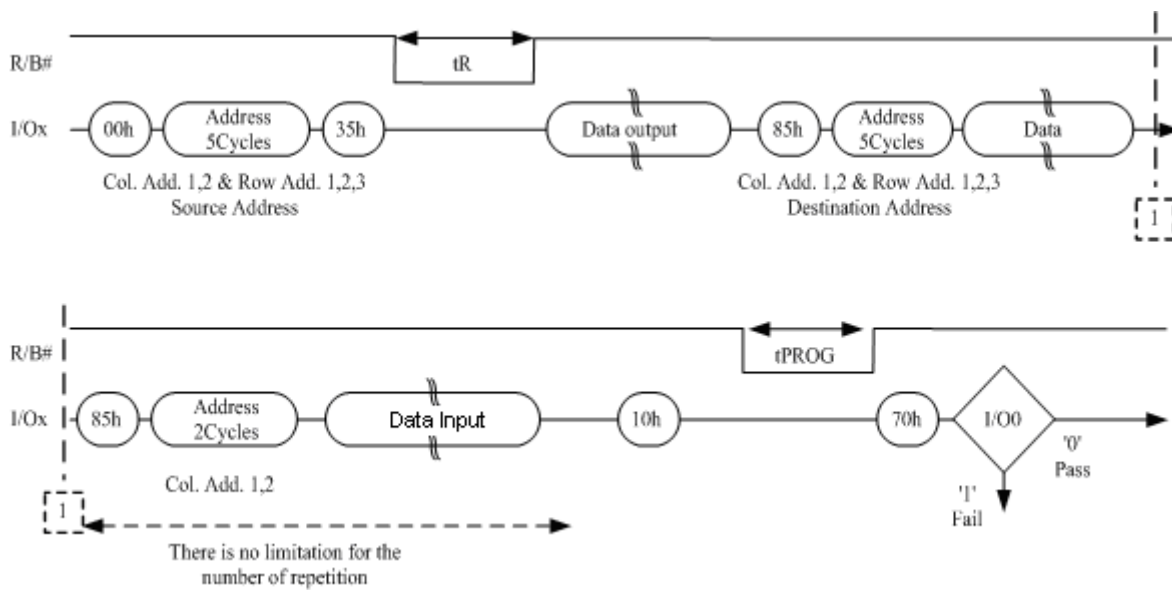 R/B#
tR
I/Ox
00h
Address
5Cycles
35h
Data output
85h
Address
5Cycles
Data
Col. Add. 1,2 & Row Add. 1,2,3
Source Address
Col. Add. 1,2 & Row Add. 1,2,3
Destination Address
1
R/B#
tPROG
I/Ox
85h
Address
2Cycles
Data Input
10h
70h
I/O0
'0'
Pass
Col. Add. 1,2
'1'
Fail
1
There is no limitation for the
number of repetition